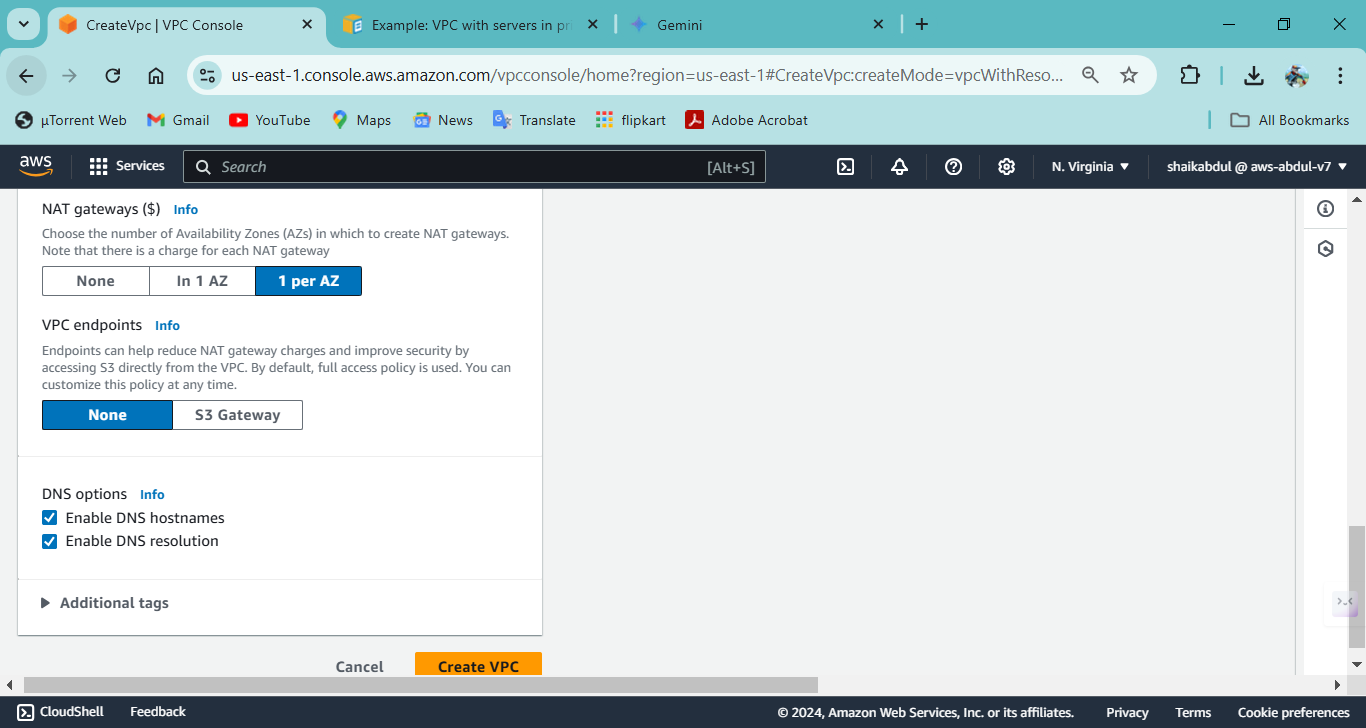 CreateVpc | VPC Console
Example: VPC with servers in pri
Gemini
us-east-1.console.aws.amazon.com/vpcconsole/home?region=us-east-1#CreateVpc:createMode=vpcWithReso...
µTorrent Web
Gmail
YouTube
Maps
News
Translate
flipkart
Adobe Acrobat
All Bookmarks
aws
Services
Search
[Alt+S]
N. Virginia
shaikabdul @ aws-abdul-v7
NAT gateways ($) Info
Choose the number of Availability Zones (AZs) in which to create NAT gateways.
Note that there is a charge for each NAT gateway
None
In 1 AZ
1 per AZ
VPC endpoints Info
Endpoints can help reduce NAT gateway charges and improve security by
accessing S3 directly from the VPC. By default, full access policy is used. You can
customize this policy at any time.
None
S3 Gateway
DNS options Info
Enable DNS hostnames
Enable DNS resolution
Additional tags
Cancel
Create VPC
CloudShell
Feedback
© 2024, Amazon Web Services, Inc. or its affiliates.
Privacy
Terms
Cookie preferences